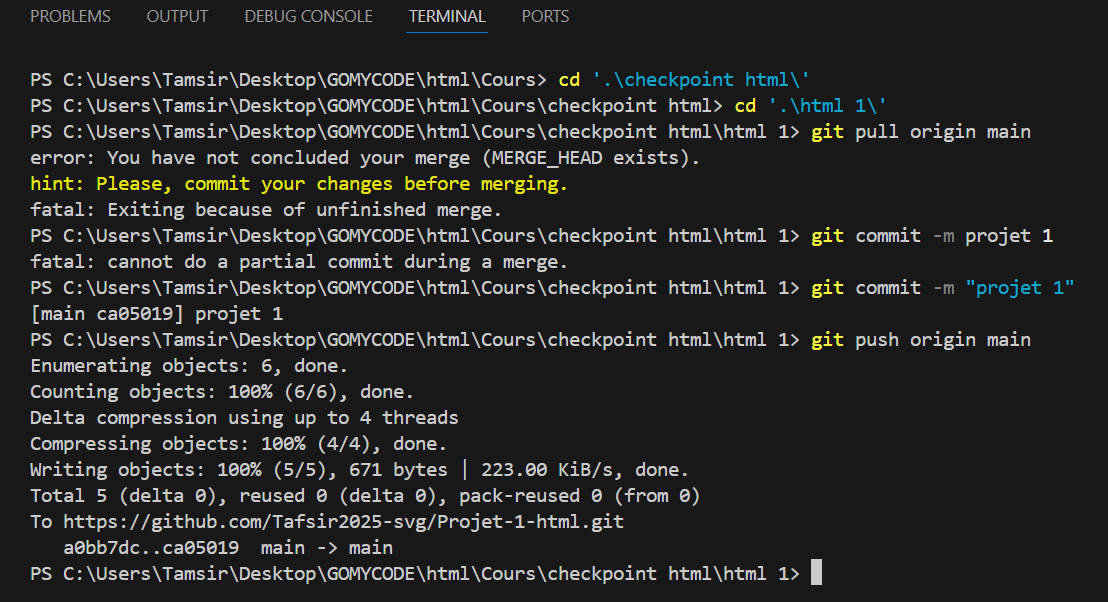 PROBLEMS OUTPUT DEBUG CONSOLE TERMINAL PORTS
PS C:\Users\Tamsir\Desktop\GOMYCODE\html\Cours> cd '.\checkpoint html\'
PS C:\Users\Tamsir\Desktop\GOMYCODE\html\Cours\checkpoint html> cd '.\html 1\'
PS C:\Users\Tamsir\Desktop\GOMYCODE\html\Cours\checkpoint html\html 1> git pull origin main
error: You have not concluded your merge (MERGE_HEAD exists).
hint: Please, commit your changes before merging.
fatal: Exiting because of unfinished merge.
PS C:\Users\Tamsir\Desktop\GOMYCODE\html\Cours\checkpoint html\html 1> git commit -m projet 1
fatal: cannot do a partial commit during a merge.
PS C:\Users\Tamsir\Desktop\GOMYCODE\html\Cours\checkpoint html\html 1> git commit -m "projet 1"
[main ca05019] projet 1
PS C:\Users\Tamsir\Desktop\GOMYCODE\html\Cours\checkpoint html\html 1> git push origin main
Enumerating objects: 6, done.
Counting objects: 100% (6/6), done.
Delta compression using up to 4 threads
Compressing objects: 100% (4/4), done.
Writing objects: 100% (5/5), 671 bytes | 223.00 KiB/s, done.
Total 5 (delta 0), reused 0 (delta 0), pack-reused 0 (from 0)
To https://github.com/Tafsir2025-svg/Projet-1-html.git
   a0bb7dc..ca05019  main -> main
PS C:\Users\Tamsir\Desktop\GOMYCODE\html\Cours\checkpoint html\html 1>